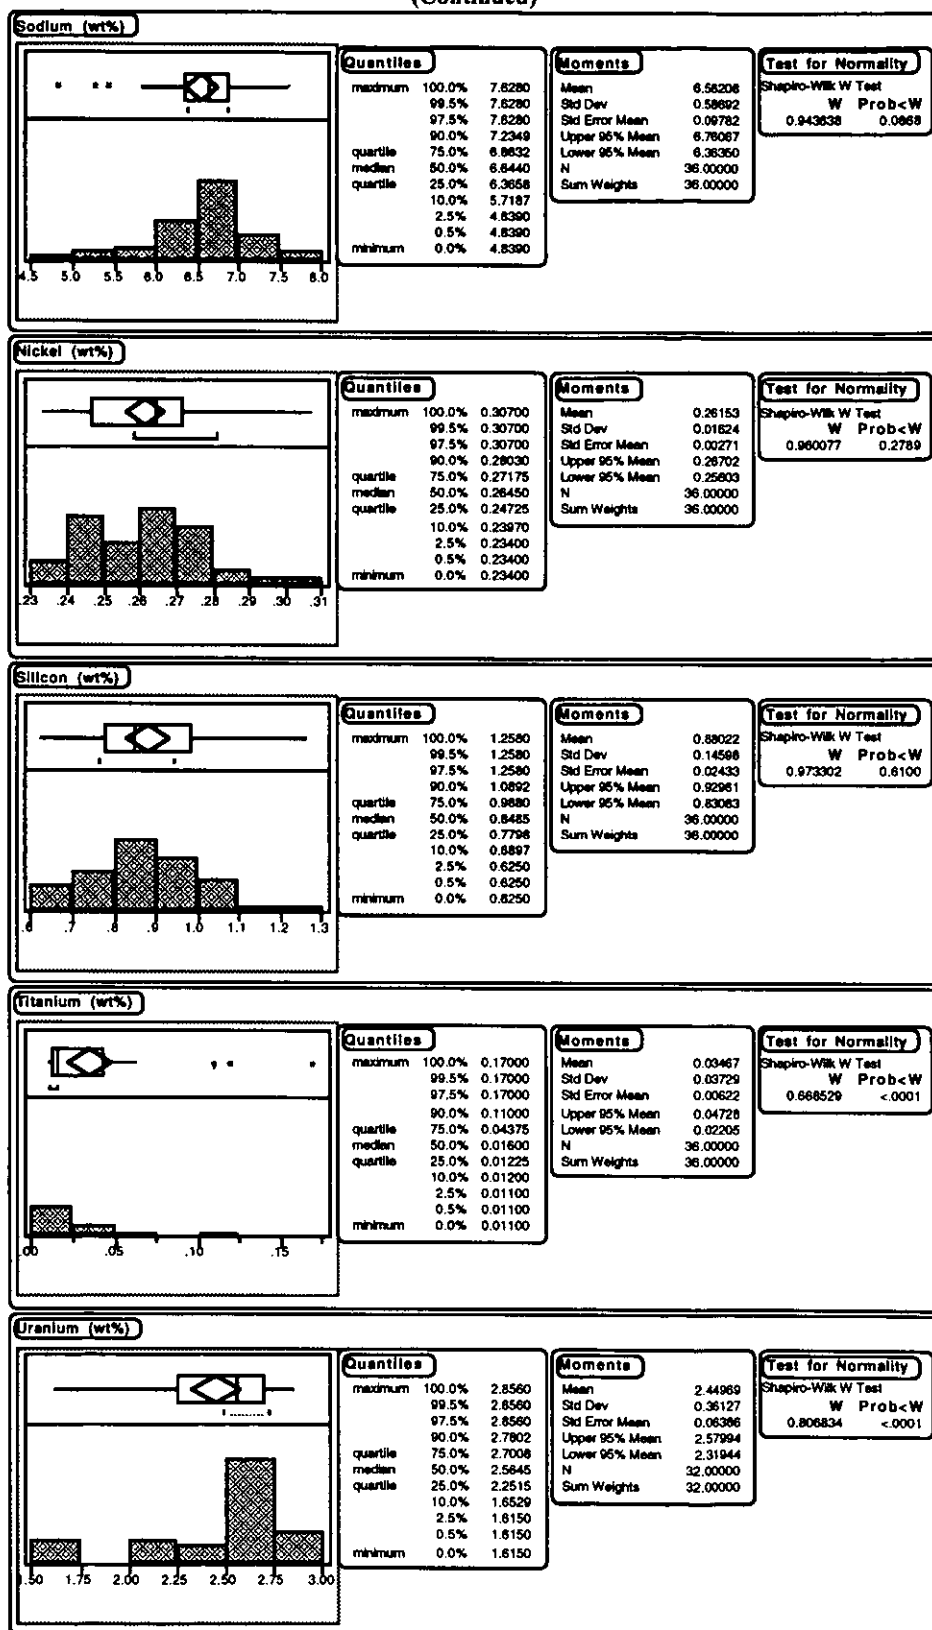 (Continued)
Sodium (wt%)
4.5 5.0 5.5 6.0 6.5 7.0 7.5 8.0
Quantiles
maximum 100.0% 7.6280
99.5% 7.6280
97.5% 7.6280
90.0% 7.2349
quartile 75.0% 6.8632
median 50.0% 6.6440
quartile 25.0% 6.3658
10.0% 5.7187
2.5% 4.8390
0.5% 4.8390
minimum 0.0% 4.8390
Moments
Mean 6.56208
Std Dev 0.58692
Std Error Mean 0.09782
Upper 95% Mean 6.76067
Lower 95% Mean 6.36350
N 36.00000
Sum Weights 36.00000
Test for Normality
Shapiro-Wilk W Test
W Prob<W
0.943638 0.0868
Nickel (wt%)
.23 .24 .25 .26 .27 .28 .29 .30 .31
Quantiles
maximum 100.0% 0.30700
99.5% 0.30700
97.5% 0.30700
90.0% 0.28030
quartile 75.0% 0.27175
median 50.0% 0.26450
quartile 25.0% 0.24725
10.0% 0.23970
2.5% 0.23400
0.5% 0.23400
minimum 0.0% 0.23400
Moments
Mean 0.26153
Std Dev 0.01624
Std Error Mean 0.00271
Upper 95% Mean 0.26702
Lower 95% Mean 0.25603
N 36.00000
Sum Weights 36.00000
Test for Normality
Shapiro-Wilk W Test
W Prob<W
0.960077 0.2789
Silicon (wt%)
.6 .7 .8 .9 1.0 1.1 1.2 1.3
Quantiles
maximum 100.0% 1.2580
99.5% 1.2580
97.5% 1.2580
90.0% 1.0892
quartile 75.0% 0.9880
median 50.0% 0.8485
quartile 25.0% 0.7798
10.0% 0.6897
2.5% 0.6250
0.5% 0.6250
minimum 0.0% 0.6250
Moments
Mean 0.88022
Std Dev 0.14598
Std Error Mean 0.02433
Upper 95% Mean 0.92961
Lower 95% Mean 0.83083
N 36.00000
Sum Weights 36.00000
Test for Normality
Shapiro-Wilk W Test
W Prob<W
0.973302 0.6100
Titanium (wt%)
.00 .05 .10 .15
Quantiles
maximum 100.0% 0.17000
99.5% 0.17000
97.5% 0.17000
90.0% 0.11000
quartile 75.0% 0.04375
median 50.0% 0.01600
quartile 25.0% 0.01225
10.0% 0.01200
2.5% 0.01100
0.5% 0.01100
minimum 0.0% 0.01100
Moments
Mean 0.03467
Std Dev 0.03729
Std Error Mean 0.00622
Upper 95% Mean 0.04728
Lower 95% Mean 0.02205
N 36.00000
Sum Weights 36.00000
Test for Normality
Shapiro-Wilk W Test
W Prob<W
0.668529 <.0001
Uranium (wt%)
1.50 1.75 2.00 2.25 2.50 2.75 3.00
Quantiles
maximum 100.0% 2.8560
99.5% 2.8560
97.5% 2.8560
90.0% 2.7802
quartile 75.0% 2.7008
median 50.0% 2.5645
quartile 25.0% 2.2515
10.0% 1.6529
2.5% 1.6150
0.5% 1.6150
minimum 0.0% 1.6150
Moments
Mean 2.44969
Std Dev 0.36127
Std Error Mean 0.06386
Upper 95% Mean 2.57994
Lower 95% Mean 2.31944
N 32.00000
Sum Weights 32.00000
Test for Normality
Shapiro-Wilk W Test
W Prob<W
0.806834 <.0001